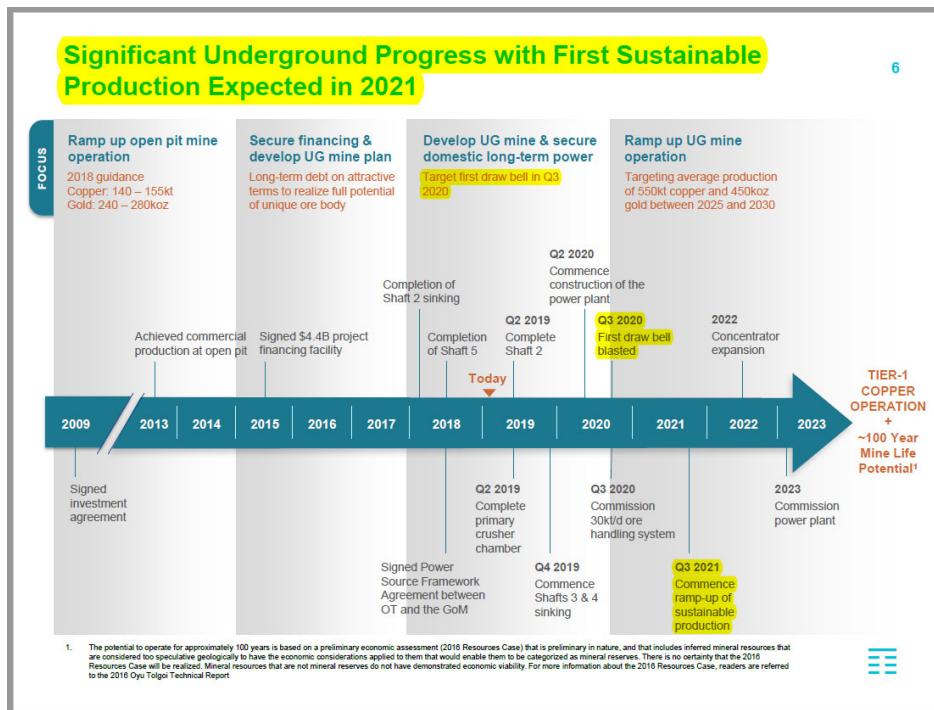 Significant Underground Progress with First Sustainable
Production Expected in 2021
6
FOCUS
Ramp up open pit mine
operation
2018 guidance
Copper: 140 – 155kt
Gold: 240 – 280koz
Secure financing &
develop UG mine plan
Long-term debt on attractive
terms to realize full potential
of unique ore body
Develop UG mine & secure
domestic long-term power
Target first draw bell in Q3
2020
Ramp up UG mine
operation
Targeting average production
of 550kt copper and 450koz
gold between 2025 and 2030
Achieved commercial
production at open pit
Signed $4.4B project
financing facility
Completion of
Shaft 2 sinking
Completion
of Shaft 5
Today
Q2 2019
Complete
Shaft 2
Q2 2020
Commence
construction of the
power plant
Q3 2020
First draw bell
blasted
2022
Concentrator
expansion
2009
2013
2014
2015
2016
2017
2018
2019
2020
2021
2022
2023
TIER-1
COPPER
OPERATION
+
~100 Year
Mine Life
Potential¹
Signed
investment
agreement
Signed Power
Source Framework
Agreement between
OT and the GoM
Q2 2019
Complete
primary
crusher
chamber
Q4 2019
Commence
Shafts 3 & 4
sinking
Q3 2020
Commission
30kt/d ore
handling system
Q3 2021
Commence
ramp-up of
sustainable
production
2023
Commission
power plant
1. The potential to operate for approximately 100 years is based on a preliminary economic assessment (2016 Resources Case) that is preliminary in nature, and that includes inferred mineral resources that
are considered too speculative geologically to have the economic considerations applied to them that would enable them to be categorized as mineral reserves. There is no certainty that the 2016
Resources Case will be realized. Mineral resources that are not mineral reserves do not have demonstrated economic viability. For more information about the 2016 Resources Case, readers are referred
to the 2016 Oyu Tolgoi Technical Report